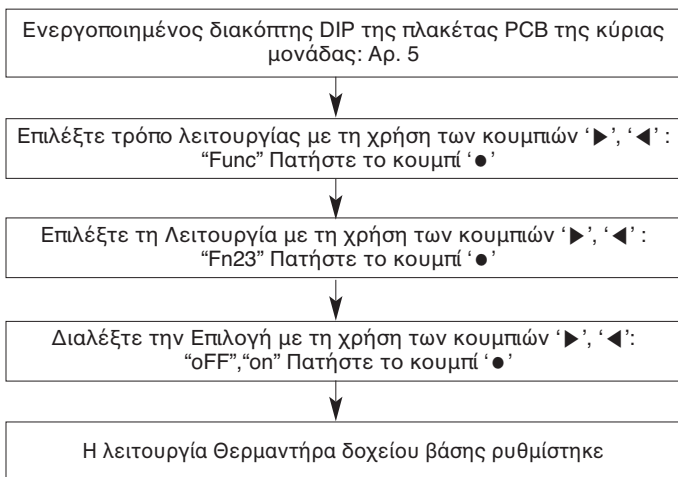 Ενεργοποιημένος διακόπτης DIP της πλακέτας PCB της κύριας
μονάδας: Αρ. 5
Επιλέξτε τρόπο λειτουργίας με τη χρήση των κουμπιών ‘▶’, ‘◀’ :
“Func” Πατήστε το κουμπί ‘●’
Επιλέξτε τη Λειτουργία με τη χρήση των κουμπιών ‘▶’, ‘◀’ :
“Fn23” Πατήστε το κουμπί ‘●’
Διαλέξτε την Επιλογή με τη χρήση των κουμπιών ‘▶’, ‘◀’:
“oFF”,“on” Πατήστε το κουμπί ‘●’
Η λειτουργία Θερμαντήρα δοχείου βάσης ρυθμίστηκε